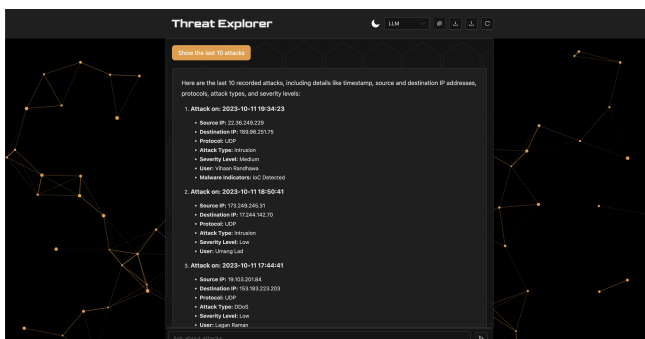 Threat Explorer
LLM
Show the last 10 attacks
Here are the last 10 recorded attacks, including details like timestamp, source and destination IP addresses,
protocols, attack types, and severity levels:
1. Attack on: 2023-10-11 19:34:23
• Source IP: 22.36.249.229
• Destination IP: 169.96.251.75
• Protocol: UDP
• Attack Type: Intrusion
• Severity Level: Medium
• User: Vihaan Randhawa
• Malware Indicators: IoC Detected
2. Attack on: 2023-10-11 18:50:41
• Source IP: 173.249.245.31
• Destination IP: 17.244.142.70
• Protocol: UDP
• Attack Type: Intrusion
• Severity Level: Low
• User: Umang Lad
3. Attack on: 2023-10-11 17:44:41
• Source IP: 19.103.201.84
• Destination IP: 153.183.223.203
• Protocol: UDP
• Attack Type: DDoS
• Severity Level: Low
• User: Lagan Raman
Ask about attacks